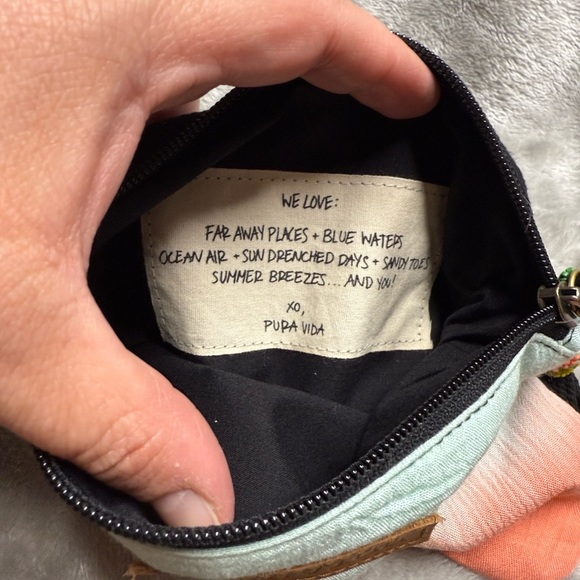 WE LOVE:
FAR AWAY PLACES + BLUE WATERS
OCEAN AIR + SUN DRENCHED DAYS + SANDY TOES
SUMMER BREEZES... AND YOU!
XO,
PURA VIDA